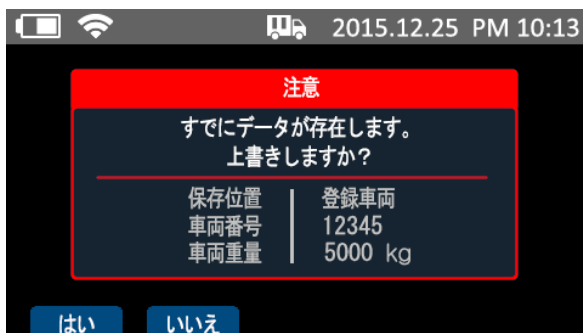 2015.12.25 PM 10:13
注意
すでにデータが存在します。
上書きしますか？
保存位置 登録車両
車両番号 12345
車両重量 5000 kg
はい いいえ